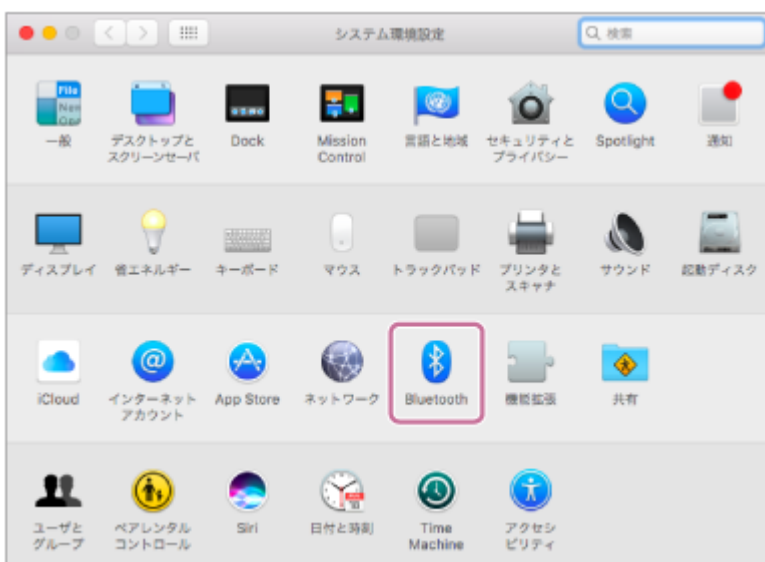 システム環境設定
検索
File
New
Ope
一般
デスクトップと
スクリーンセーバ
Dock
Mission
Control
言語と地域
セキュリティと
プライバシー
Spotlight
通知
ディスプレイ
省エネルギー
キーボード
マウス
トラックパッド
プリンタと
スキャナ
サウンド
起動ディスク
iCloud
インターネット
アカウント
App Store
ネットワーク
Bluetooth
機能拡張
共有
ユーザと
グループ
ペアレンタル
コントロール
Siri
日付と時刻
Time
Machine
アクセシ
ビリティ